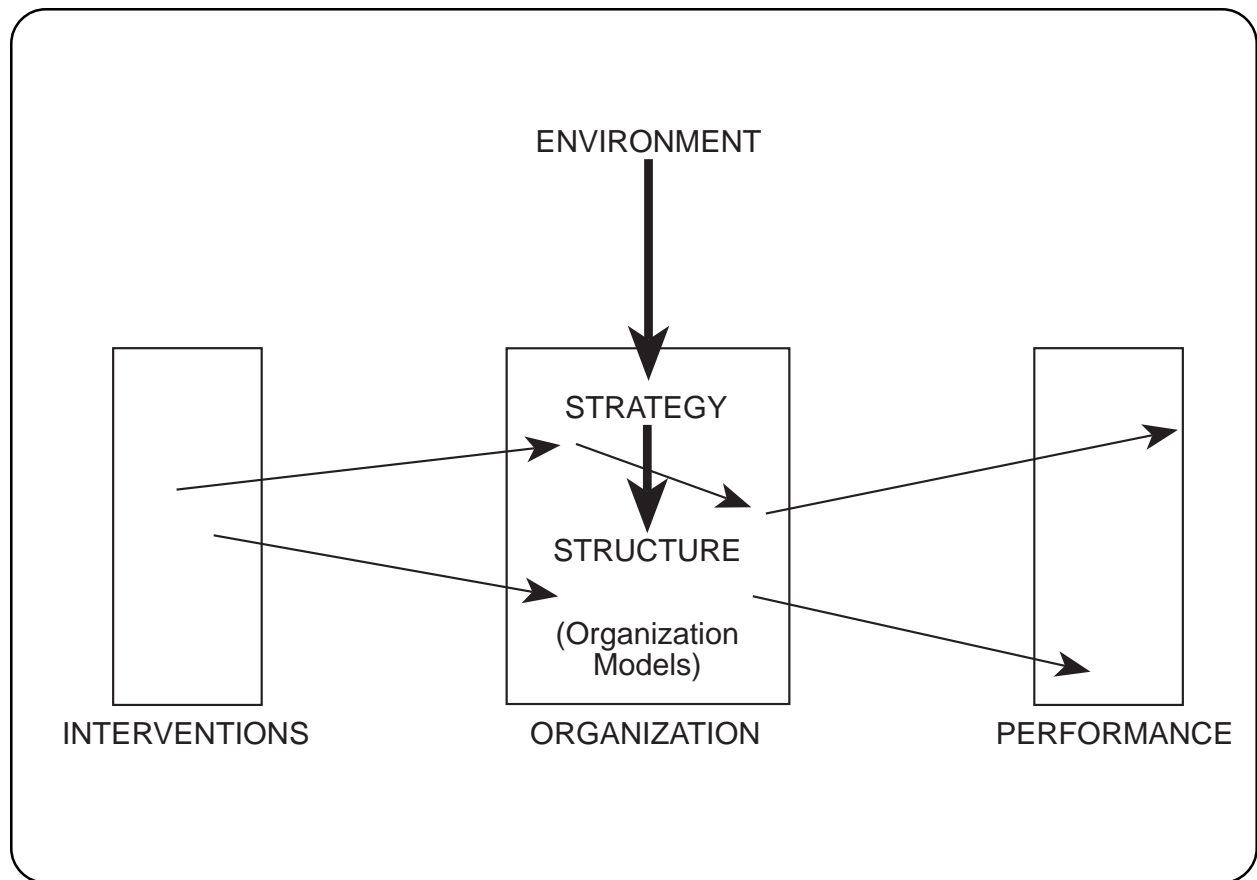 ENVIRONMENT
STRATEGY
STRUCTURE
(Organization
Models)
INTERVENTIONS
ORGANIZATION
PERFORMANCE